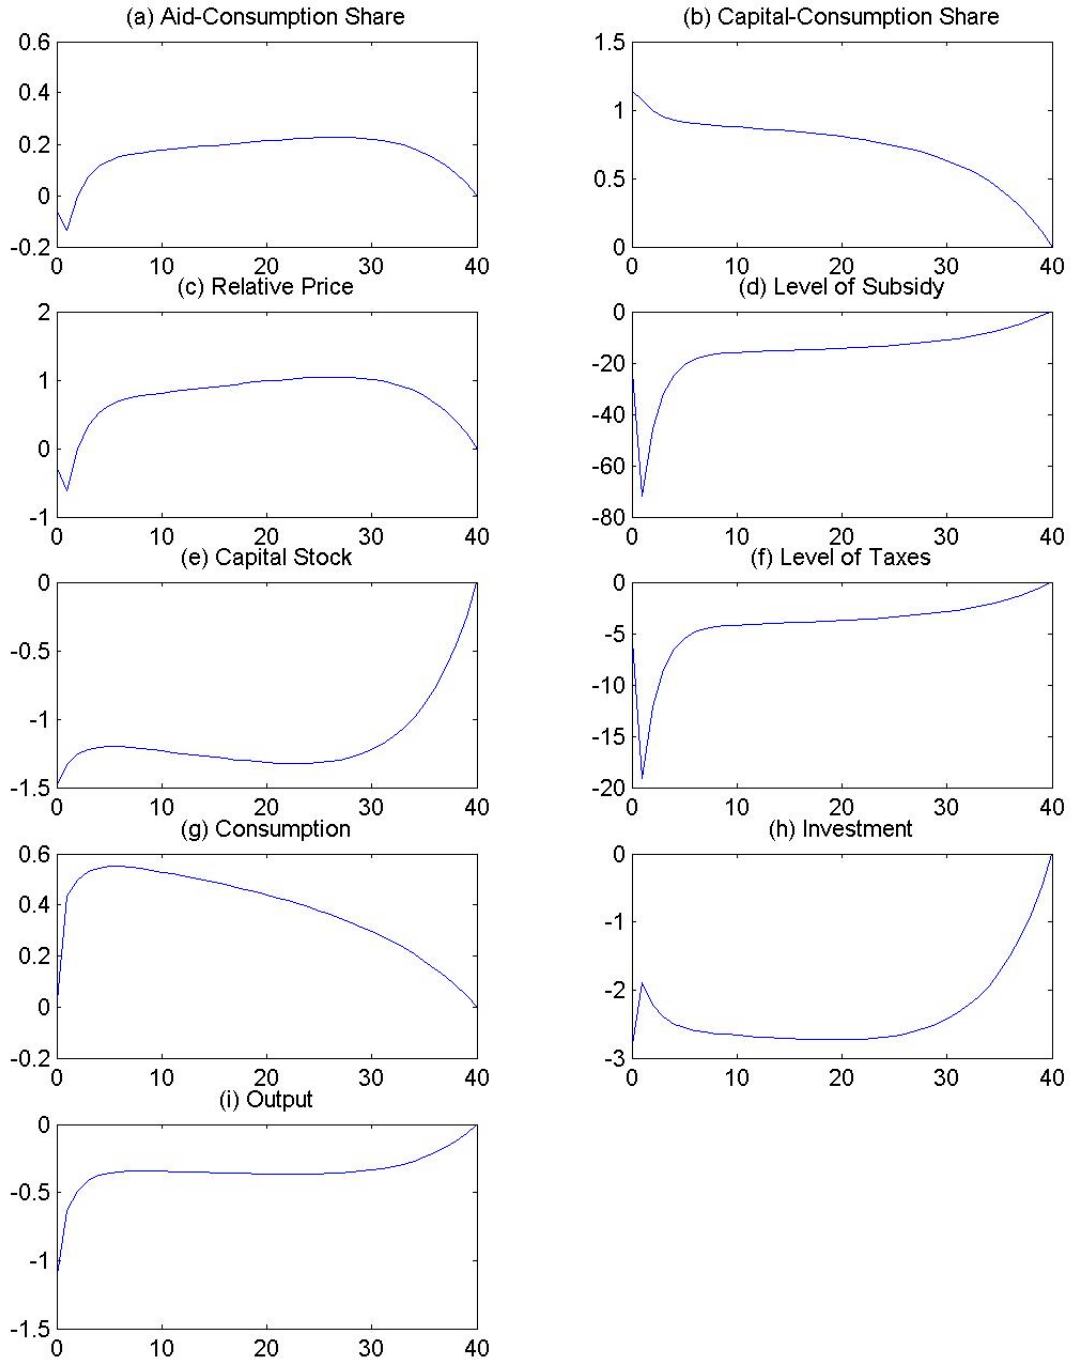 (a) Aid-Consumption Share
0.6
0.4
0.2
0
-0.2
0 10 20 30 40
(b) Capital-Consumption Share
1.5
1
0.5
0
0 10 20 30 40
(c) Relative Price
2
1
0
-1
0 10 20 30 40
(d) Level of Subsidy
0
-20
-40
-60
-80
0 10 20 30 40
(e) Capital Stock
0
-0.5
-1
-1.5
0 10 20 30 40
(f) Level of Taxes
0
-5
-10
-15
-20
0 10 20 30 40
(g) Consumption
0.6
0.4
0.2
0
-0.2
0 10 20 30 40
(h) Investment
0
-1
-2
-3
0 10 20 30 40
(i) Output
0
-0.5
-1
-1.5
0 10 20 30 40